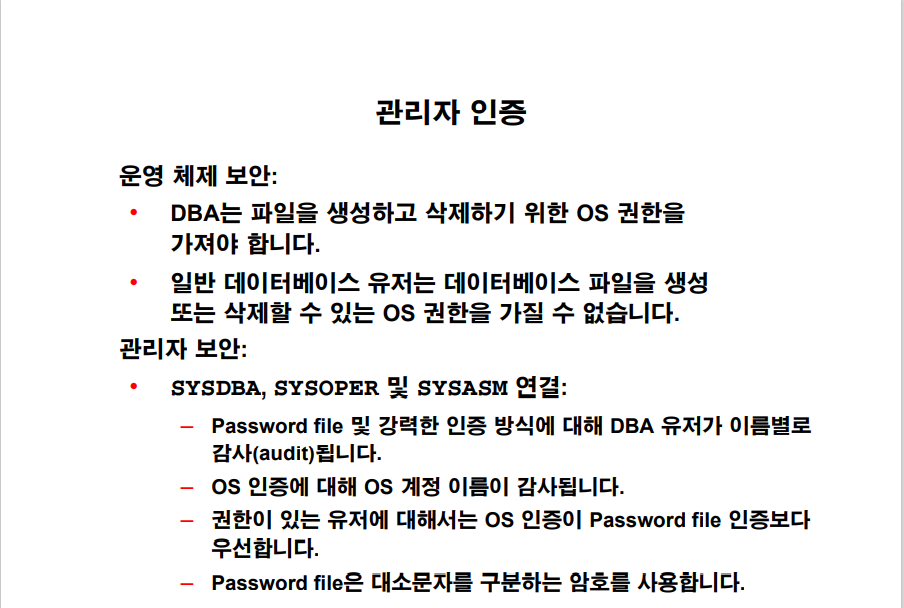 관리자 인증
운영 체제 보안:
• DBA는 파일을 생성하고 삭제하기 위한 OS 권한을
가져야 합니다.
• 일반 데이터베이스 유저는 데이터베이스 파일을 생성
또는 삭제할 수 있는 OS 권한을 가질 수 없습니다.
관리자 보안:
• SYSDBA, SYSOPER 및 SYSASM 연결:
– Password file 및 강력한 인증 방식에 대해 DBA 유저가 이름별로
감사(audit)됩니다.
– OS 인증에 대해 OS 계정 이름이 감사됩니다.
– 권한이 있는 유저에 대해서는 OS 인증이 Password file 인증보다
우선합니다.
– Password file은 대소문자를 구분하는 암호를 사용합니다.